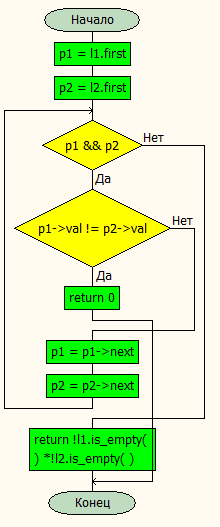 Начало
p1 = l1.first
p2 = l2.first
p1 && p2
Нет
Да
p1->val != p2->val
Нет
Да
return 0
p1 = p1->next
p2 = p2->next
return !l1.is_empty(
) *!l2.is_empty( )
Конец